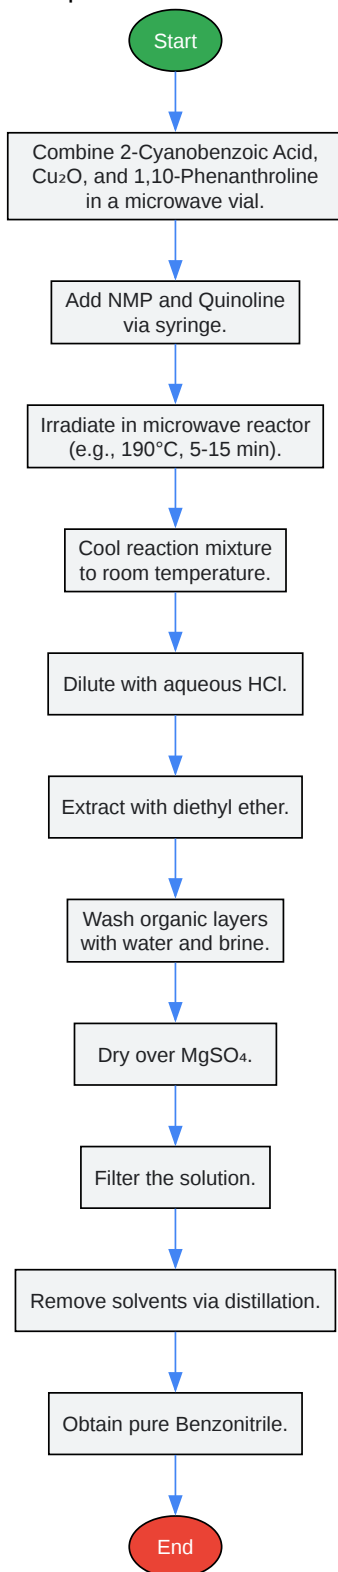 Start
Combine 2-Cyanobenzoic Acid,
Cu₂O, and 1,10-Phenanthroline
in a microwave vial.
Add NMP and Quinoline
via syringe.
Irradiate in microwave reactor
(e.g., 190°C, 5-15 min).
Cool reaction mixture
to room temperature.
Dilute with aqueous HCl.
Extract with diethyl ether.
Wash organic layers
with water and brine.
Dry over MgSO₄.
Filter the solution.
Remove solvents via distillation.
Obtain pure Benzonitrile.
End